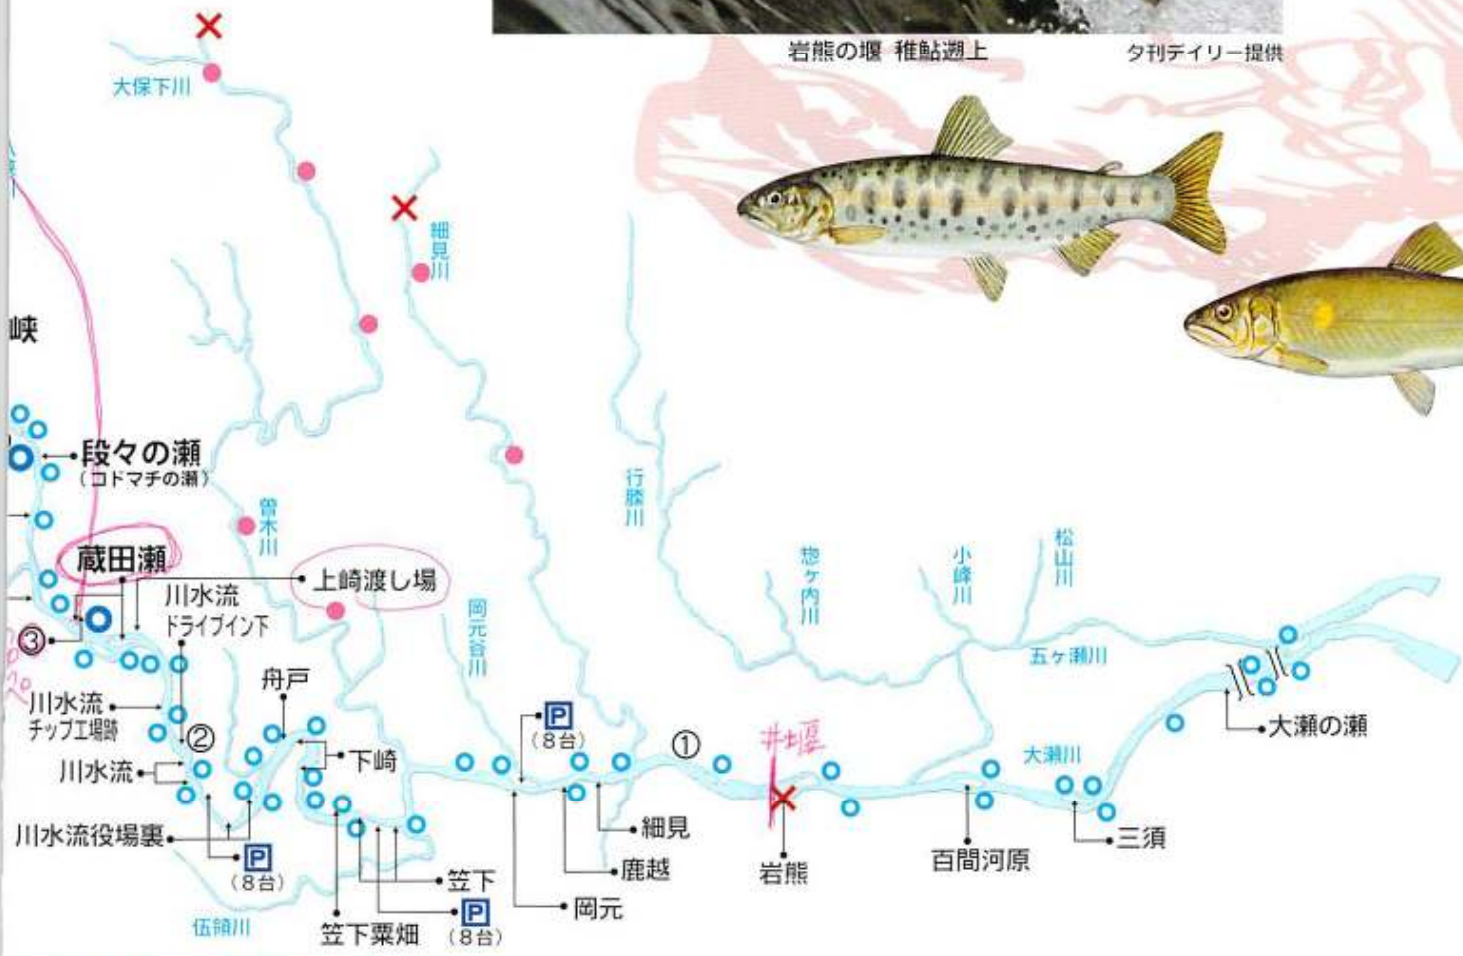 岩熊の堰 稚鮎遡上
夕刊デイリー提供
大保下川
細見川
峡
段々の瀬
(コドマチの瀬)
曽木川
行縢川
惣ヶ内川
小峰川
松山川
蔵田瀬
上崎渡し場
川水流
ドライブイン下
岡元谷川
五ヶ瀬川
③
舟戸
川水流
チップ工場跡
②
P
(8台)
①
井堰
大瀬川
大瀬の瀬
下崎
川水流
川水流役場裏
P
(8台)
細見
三須
百間河原
岩熊
鹿越
笠下
岡元
P
(8台)
伍領川
笠下粟畑